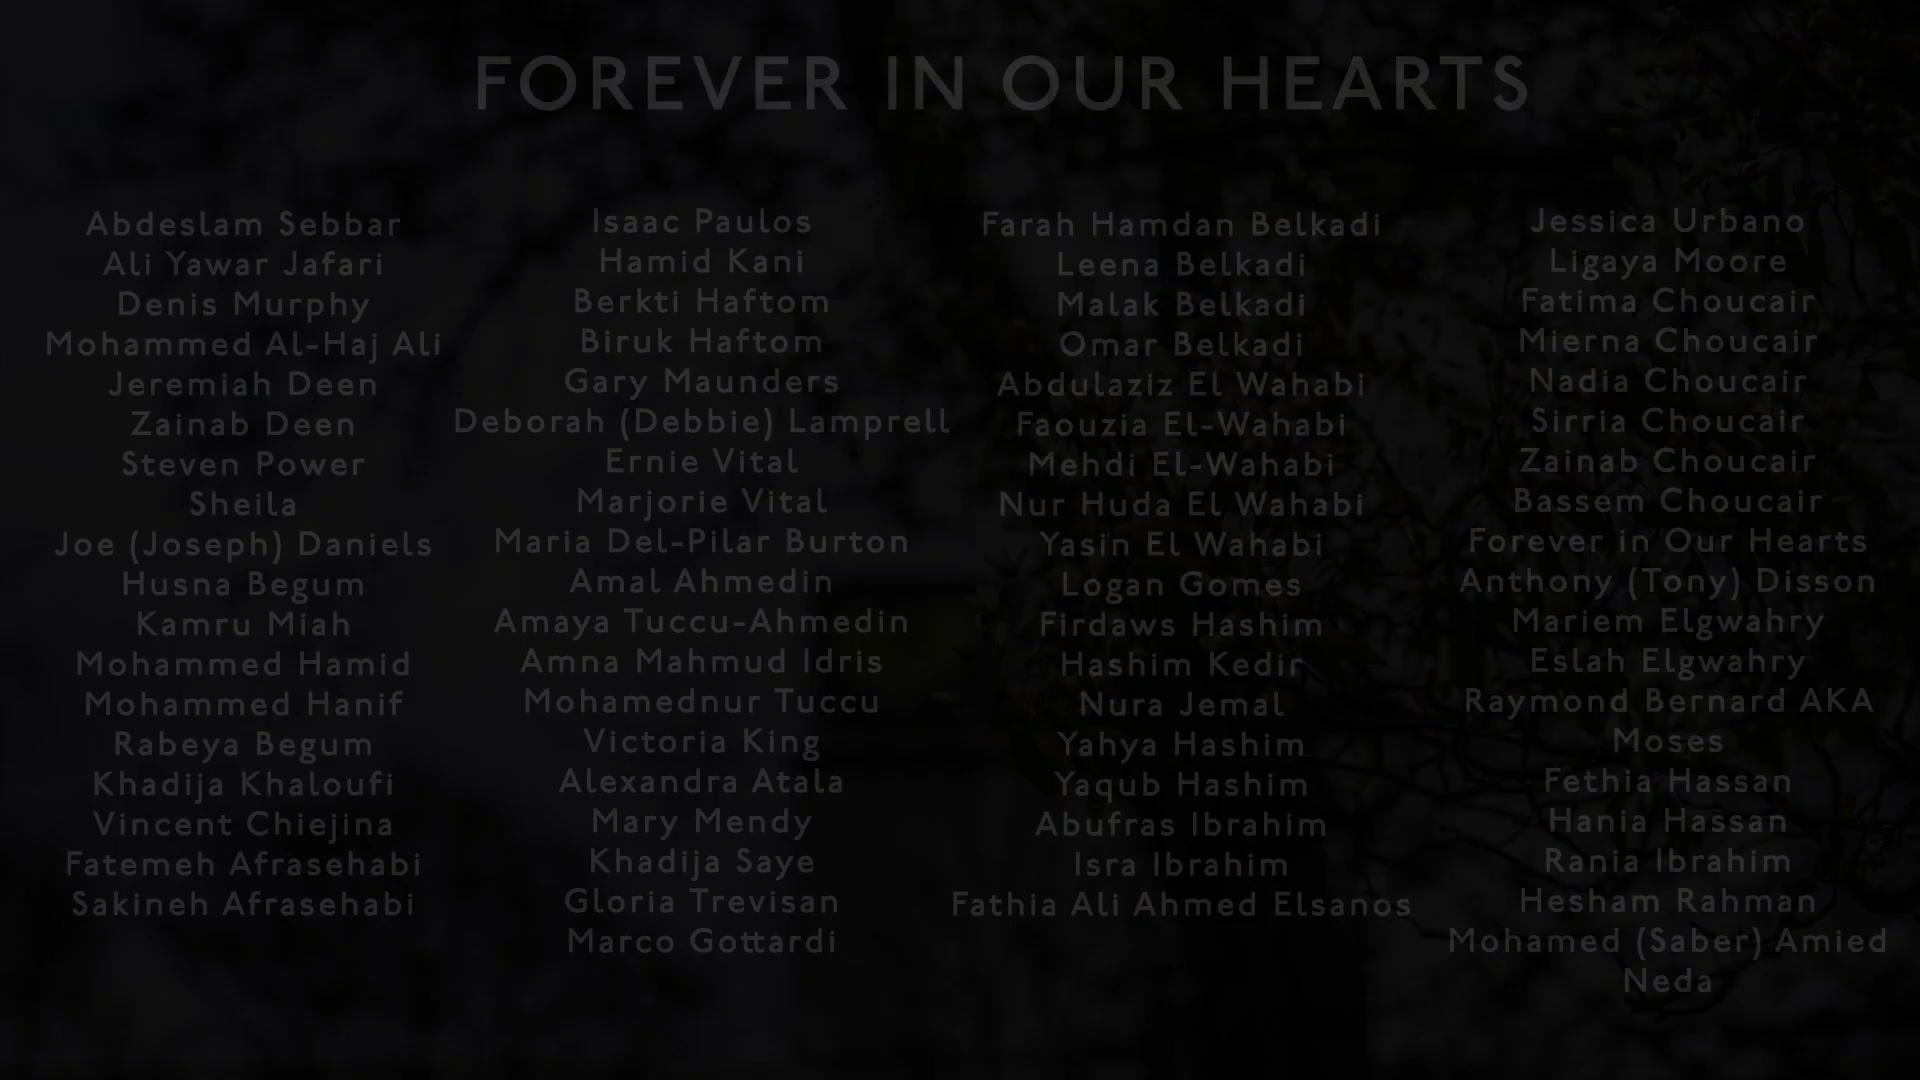 FOREVER IN OUR HEARTS
Abdeslam Sebbar
Ali Yawar Jafari
Denis Murphy
Mohammed Al-Haj Ali
Jeremiah Deen
Zainab Deen
Steven Power
Sheila
Joe (Joseph) Daniels
Husna Begum
Kamru Miah
Mohammed Hamid
Mohammed Hanif
Rabeya Begum
Khadija Khaloufi
Vincent Chiejina
Fatemeh Afrasehabi
Sakineh Afrasehabi
Isaac Paulos
Hamid Kani
Berkti Haftom
Biruk Haftom
Gary Maunders
Deborah (Debbie) Lamprell
Ernie Vital
Marjorie Vital
Maria Del-Pilar Burton
Amal Ahmedin
Amaya Tuccu-Ahmedin
Amna Mahmud Idris
Mohamednur Tuccu
Victoria King
Alexandra Atala
Mary Mendy
Khadija Saye
Gloria Trevisan
Marco Gottardi
Farah Hamdan Belkadi
Leena Belkadi
Malak Belkadi
Omar Belkadi
Abdulaziz El Wahabi
Faouzia El-Wahabi
Mehdi El-Wahabi
Nur Huda El Wahabi
Yasin El Wahabi
Logan Gomes
Firdaws Hashim
Hashim Kedir
Nura Jemal
Yahya Hashim
Yaqub Hashim
Abufras Ibrahim
Isra Ibrahim
Fathia Ali Ahmed Elsanos
Jessica Urbano
Ligaya Moore
Fatima Choucair
Mierna Choucair
Nadia Choucair
Sirria Choucair
Zainab Choucair
Bassem Choucair
Forever in Our Hearts
Anthony (Tony) Disson
Mariem Elgwahry
Eslah Elgwahry
Raymond Bernard AKA
Moses
Fethia Hassan
Hania Hassan
Rania Ibrahim
Hesham Rahman
Mohamed (Saber) Amied
Neda